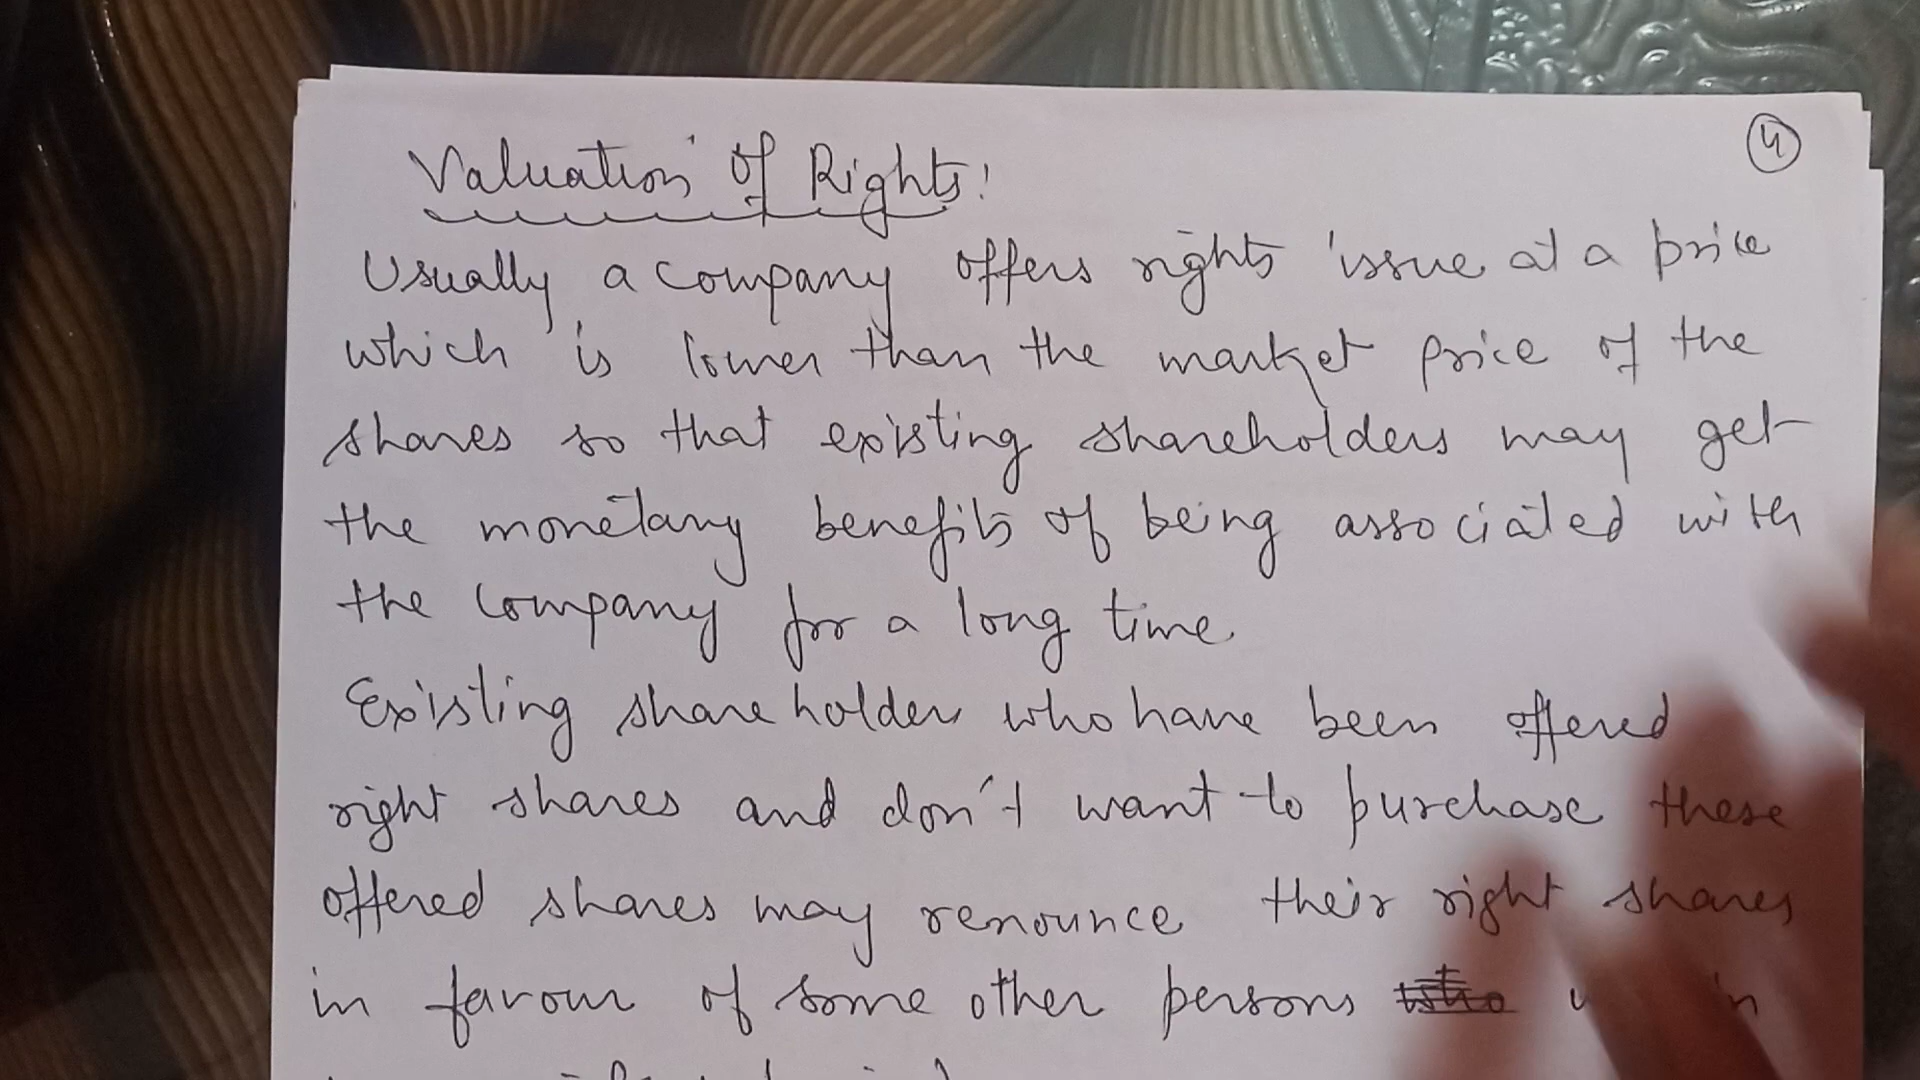 4
Valuation of Rights:
Usually a company offers rights issue at a price
which is lower than the market price of the
shares so that existing shareholders may get
the monetary benefits of being associated with
the company for a long time.
Existing shareholder who have been offered
right shares and don't want to purchase these
offered shares may renounce their right shares
in favour of some other persons